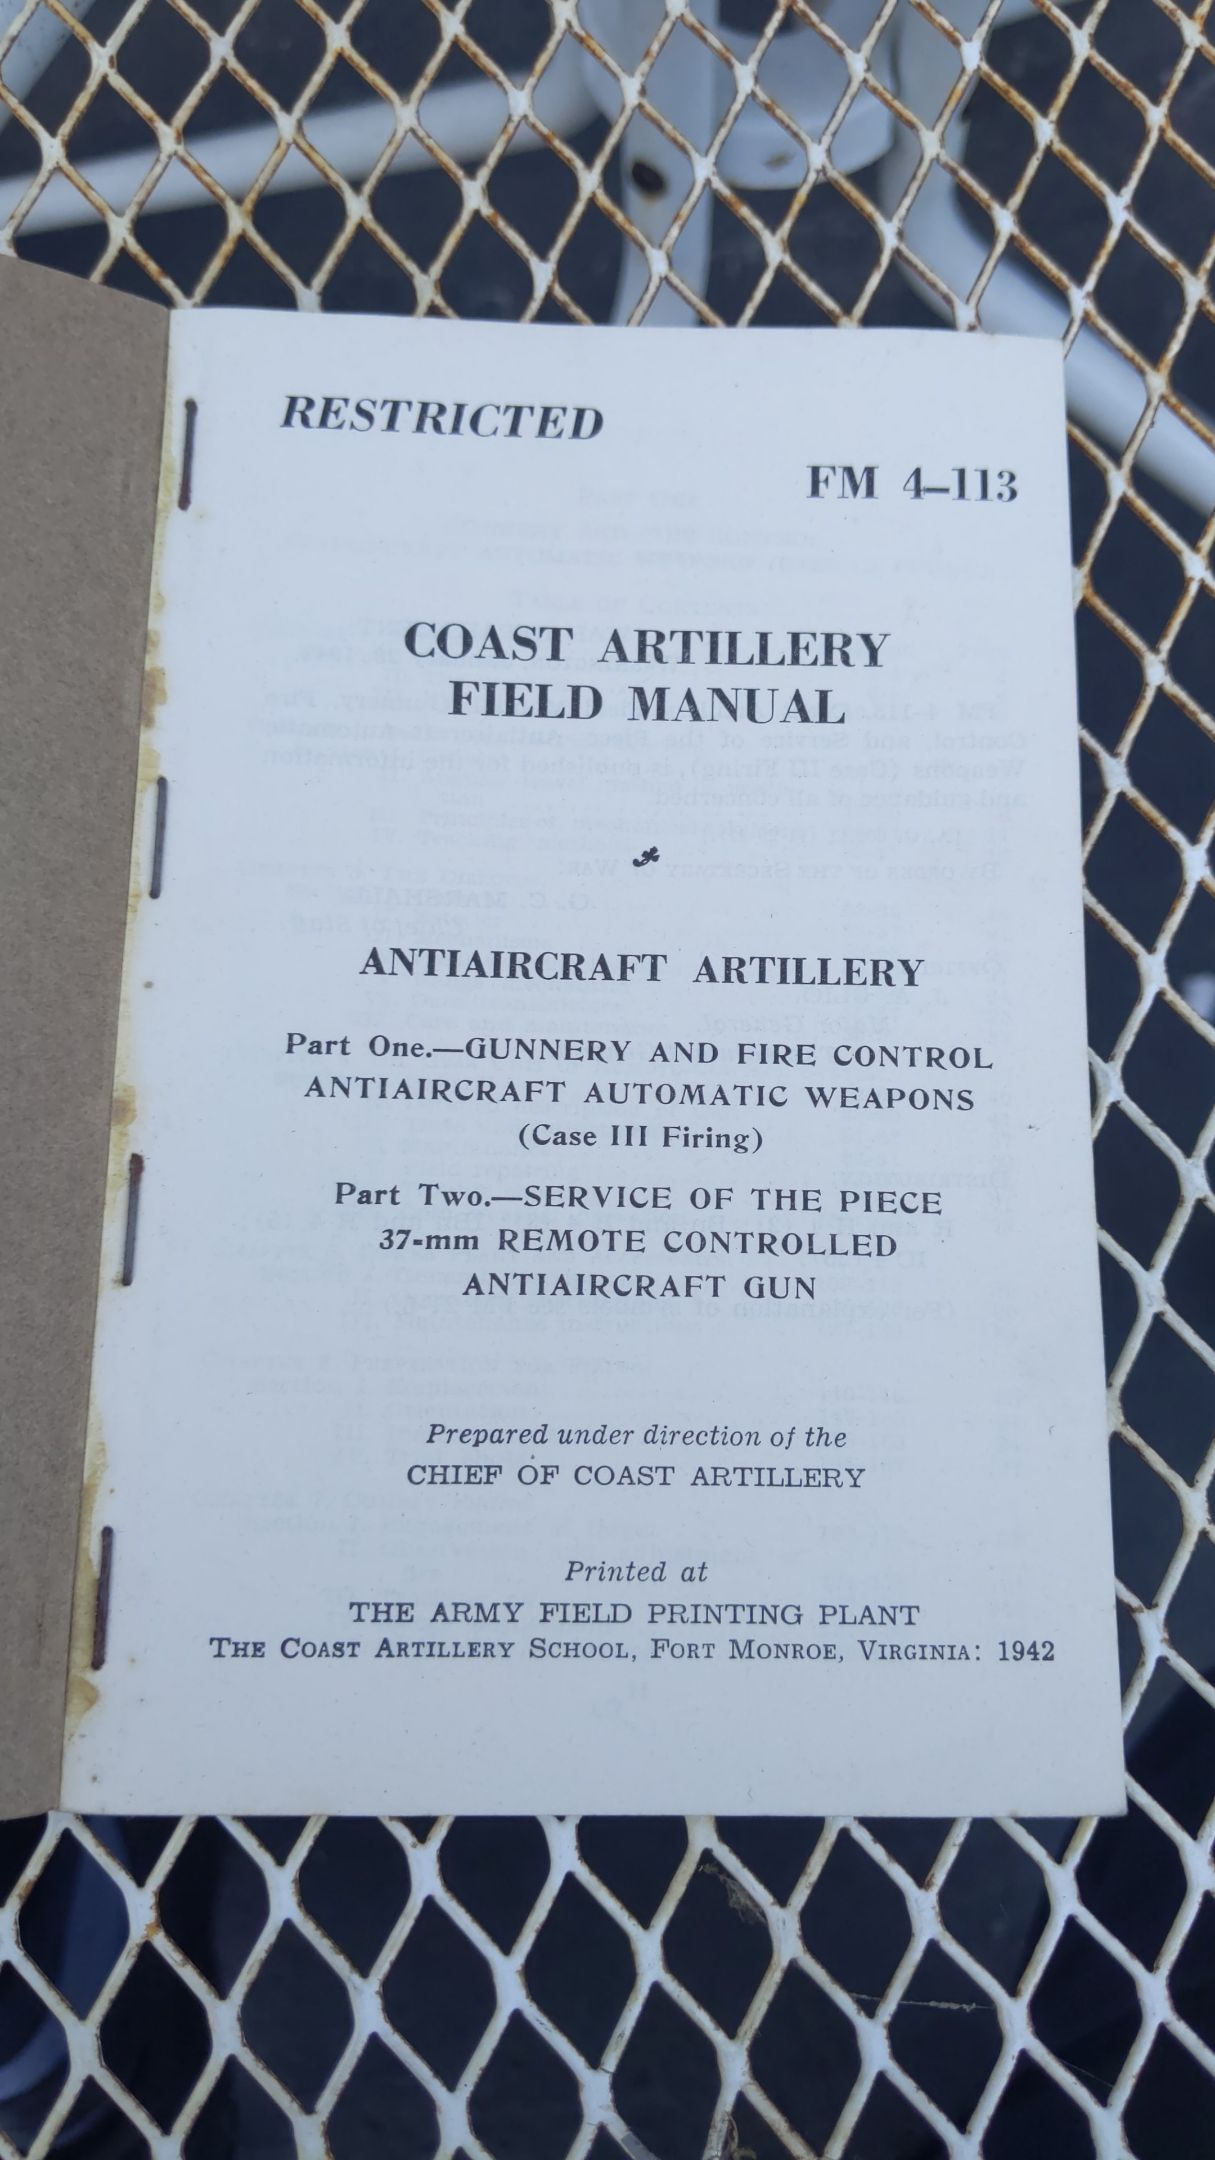 RESTRICTED
FM 4–113
COAST ARTILLERY
FIELD MANUAL
ANTIAIRCRAFT ARTILLERY
Part One.—GUNNERY AND FIRE CONTROL
ANTIAIRCRAFT AUTOMATIC WEAPONS
(Case III Firing)
Part Two.—SERVICE OF THE PIECE
37-mm REMOTE CONTROLLED
ANTIAIRCRAFT GUN
Prepared under direction of the
CHIEF OF COAST ARTILLERY
Printed at
THE ARMY FIELD PRINTING PLANT
THE COAST ARTILLERY SCHOOL, FORT MONROE, VIRGINIA: 1942